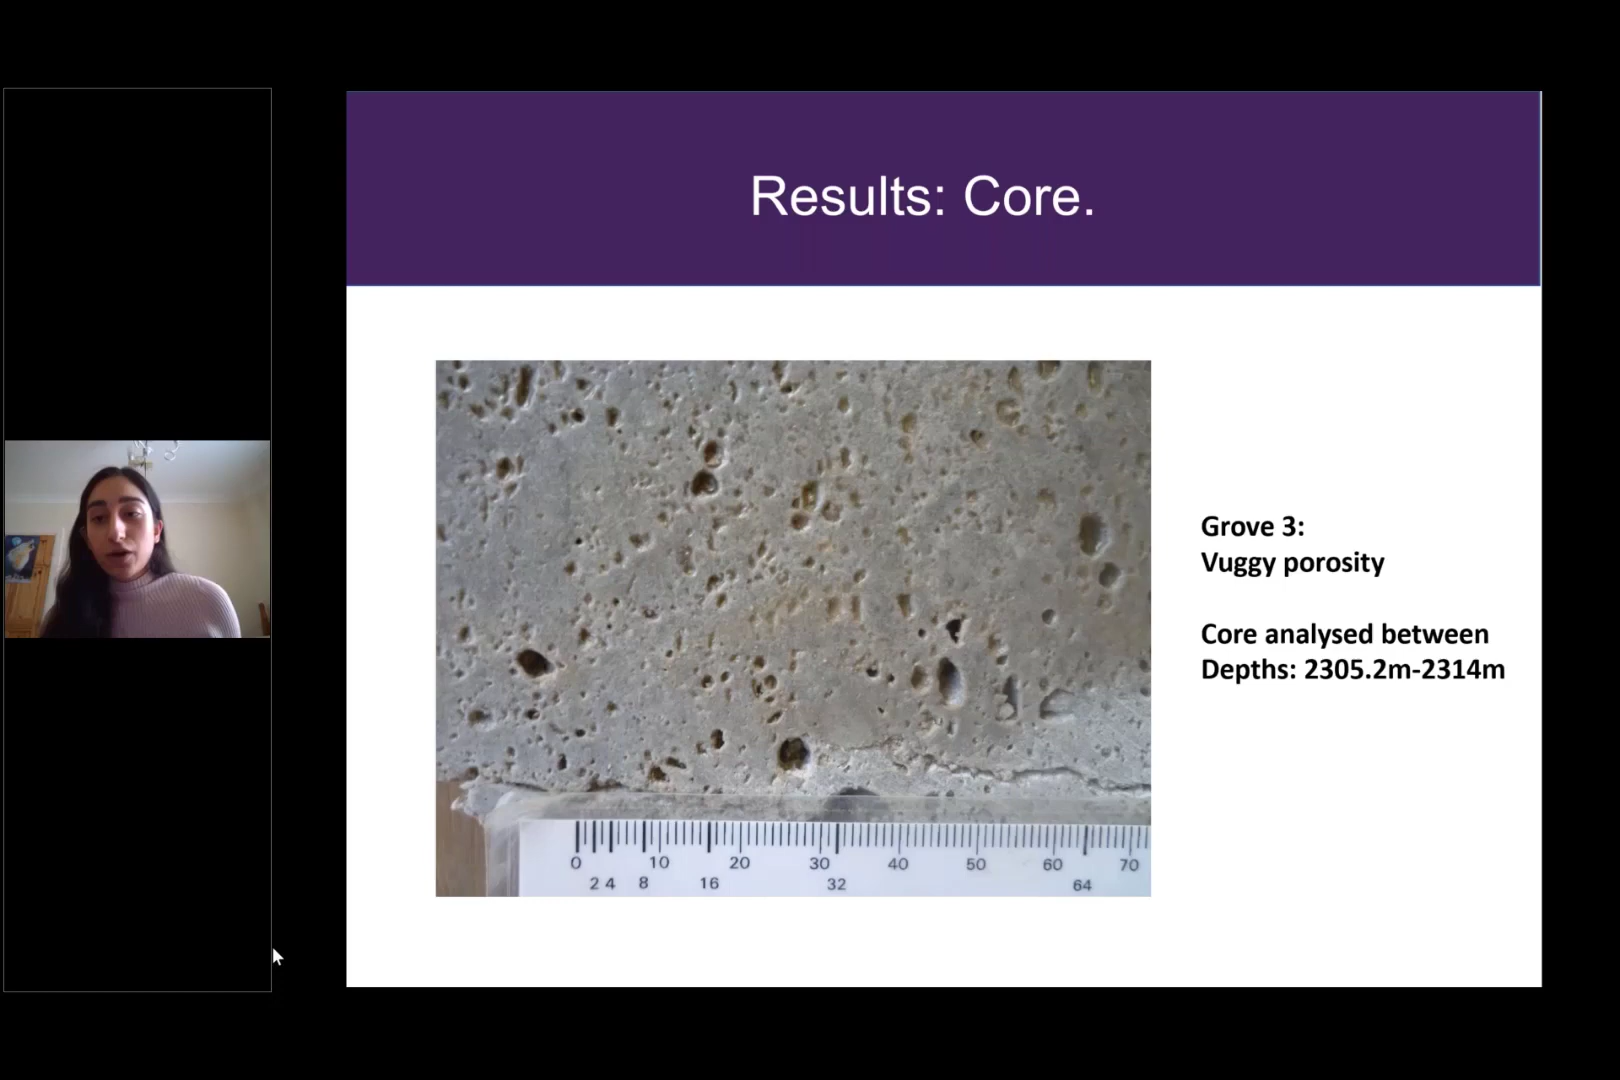 Results: Core.
Grove 3:
Vuggy porosity
Core analysed between
Depths: 2305.2m-2314m
0 10 20 30 40 50 60 70
2 4 8 16 32 64